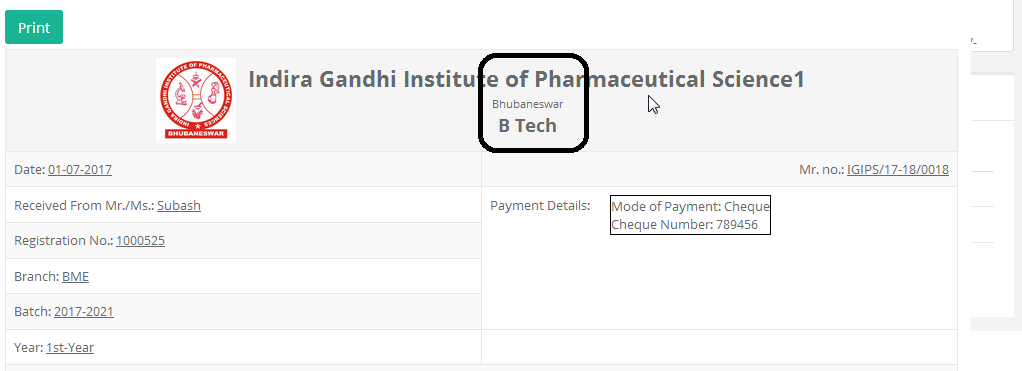 Print
Indira Gandhi Institute of Pharmaceutical Science1
Bhubaneswar
B Tech
INDIRA GANDHI INSTITUTE OF PHARMACEUTICAL SCIENCES
BHUBANESWAR
Date: 01-07-2017
Mr. no.: IGIPS/17-18/0018
Received From Mr./Ms.: Subash
Payment Details:
Mode of Payment: Cheque
Cheque Number: 789456
Registration No.: 1000525
Branch: BME
Batch: 2017-2021
Year: 1st-Year